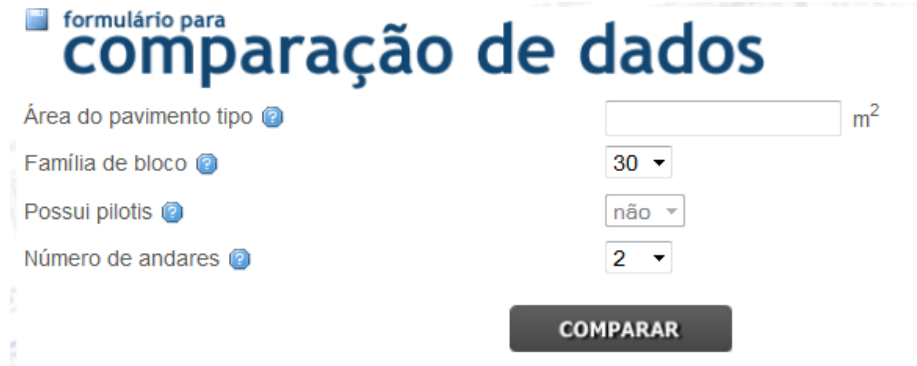 formulário para
comparação de dados
Área do pavimento tipo ? m²
Família de bloco ? 30
Possui pilotis ? não
Número de andares ? 2
COMPARAR